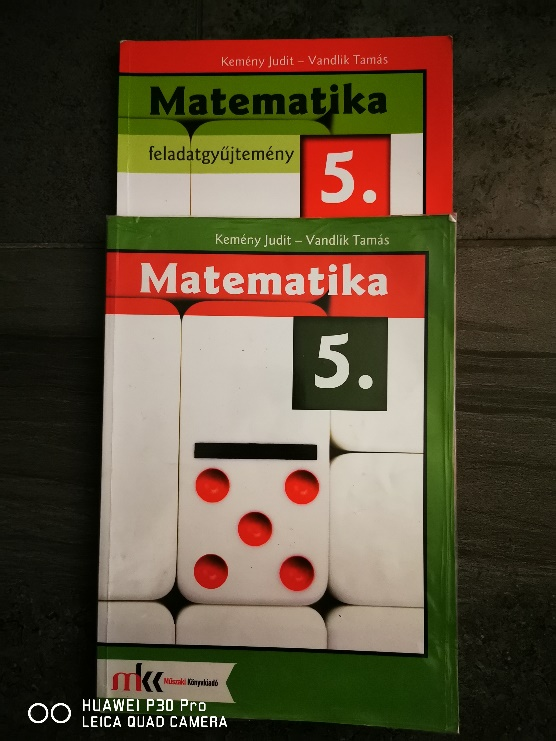 Kemény Judit – Vandlik Tamás
Matematika
feladatgyűjtemény
5.
Kemény Judit – Vandlik Tamás
Matematika
5.
mk
Műszaki Könyvkiadó
HUAWEI P30 Pro
LEICA QUAD CAMERA